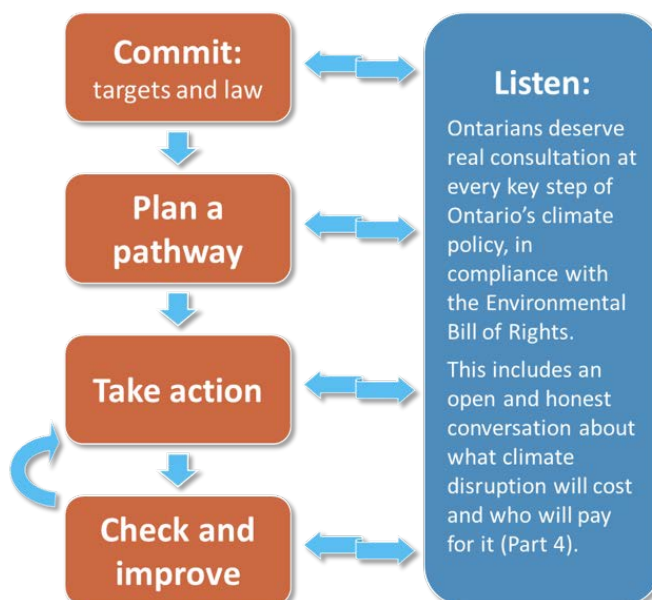 Commit:
targets and law
Plan a
pathway
Take action
Check and
improve
Listen:
Ontarians deserve
real consultation at
every key step of
Ontario’s climate
policy, in
compliance with
the Environmental
Bill of Rights.
This includes an
open and honest
conversation about
what climate
disruption will cost
and who will pay
for it (Part 4).